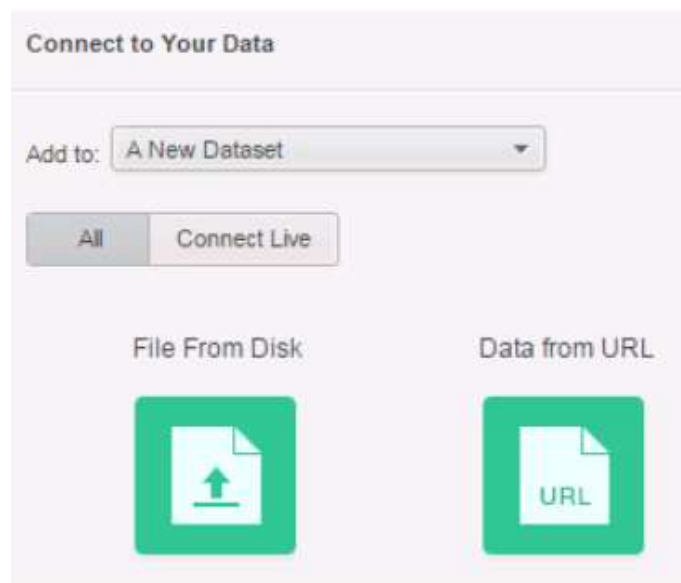 Connect to Your Data
Add to: A New Dataset
All Connect Live
File From Disk Data from URL
URL